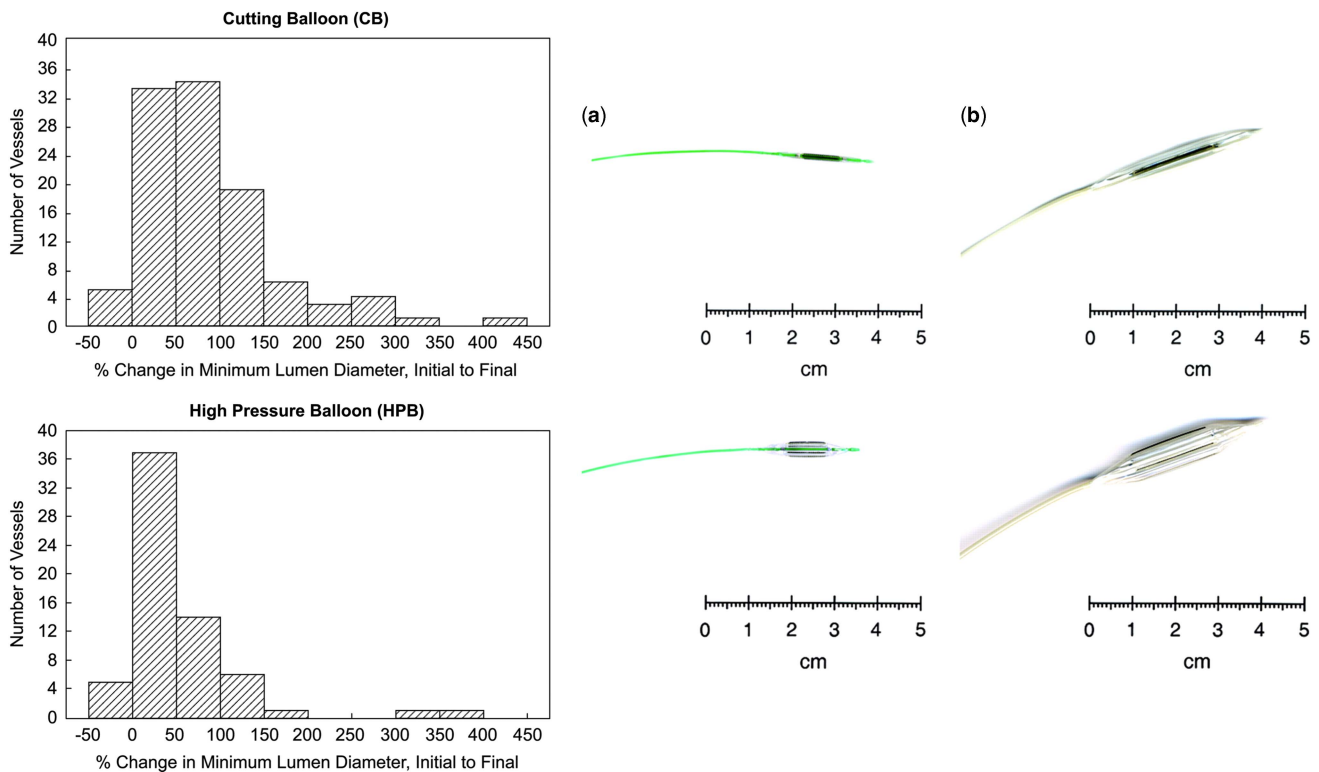 Cutting Balloon (CB)
40
36
32
28
24
20
16
12
8
4
0
Number of Vessels
-50 0 50 100 150 200 250 300 350 400 450
% Change in Minimum Lumen Diameter, Initial to Final
High Pressure Balloon (HPB)
40
36
32
28
24
20
16
12
8
4
0
Number of Vessels
-50 0 50 100 150 200 250 300 350 400 450
% Change in Minimum Lumen Diameter, Initial to Final
(a)
0 1 2 3 4 5
cm
0 1 2 3 4 5
cm
(b)
0 1 2 3 4 5
cm
0 1 2 3 4 5
cm